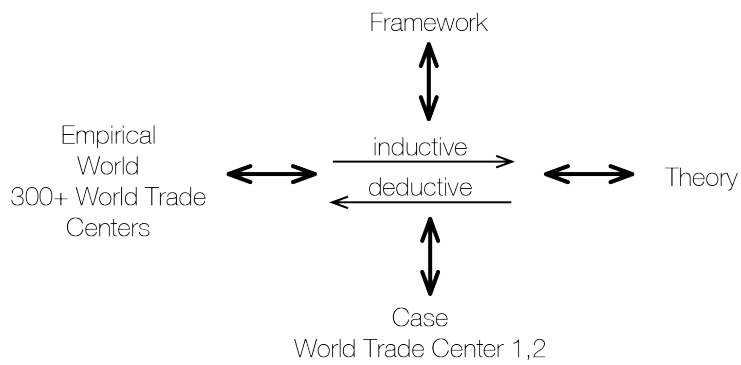 Framework
Empirical
World
300+ World Trade
Centers
inductive
deductive
Theory
Case
World Trade Center 1,2